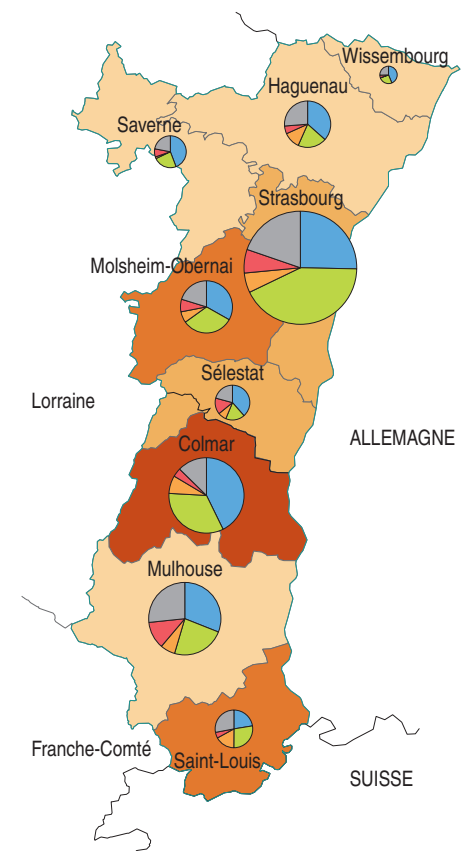 Wissembourg
Haguenau
Saverne
Strasbourg
Molsheim-Obernai
Sélestat
Lorraine
ALLEMAGNE
Colmar
Mulhouse
Franche-Comté
Saint-Louis
SUISSE